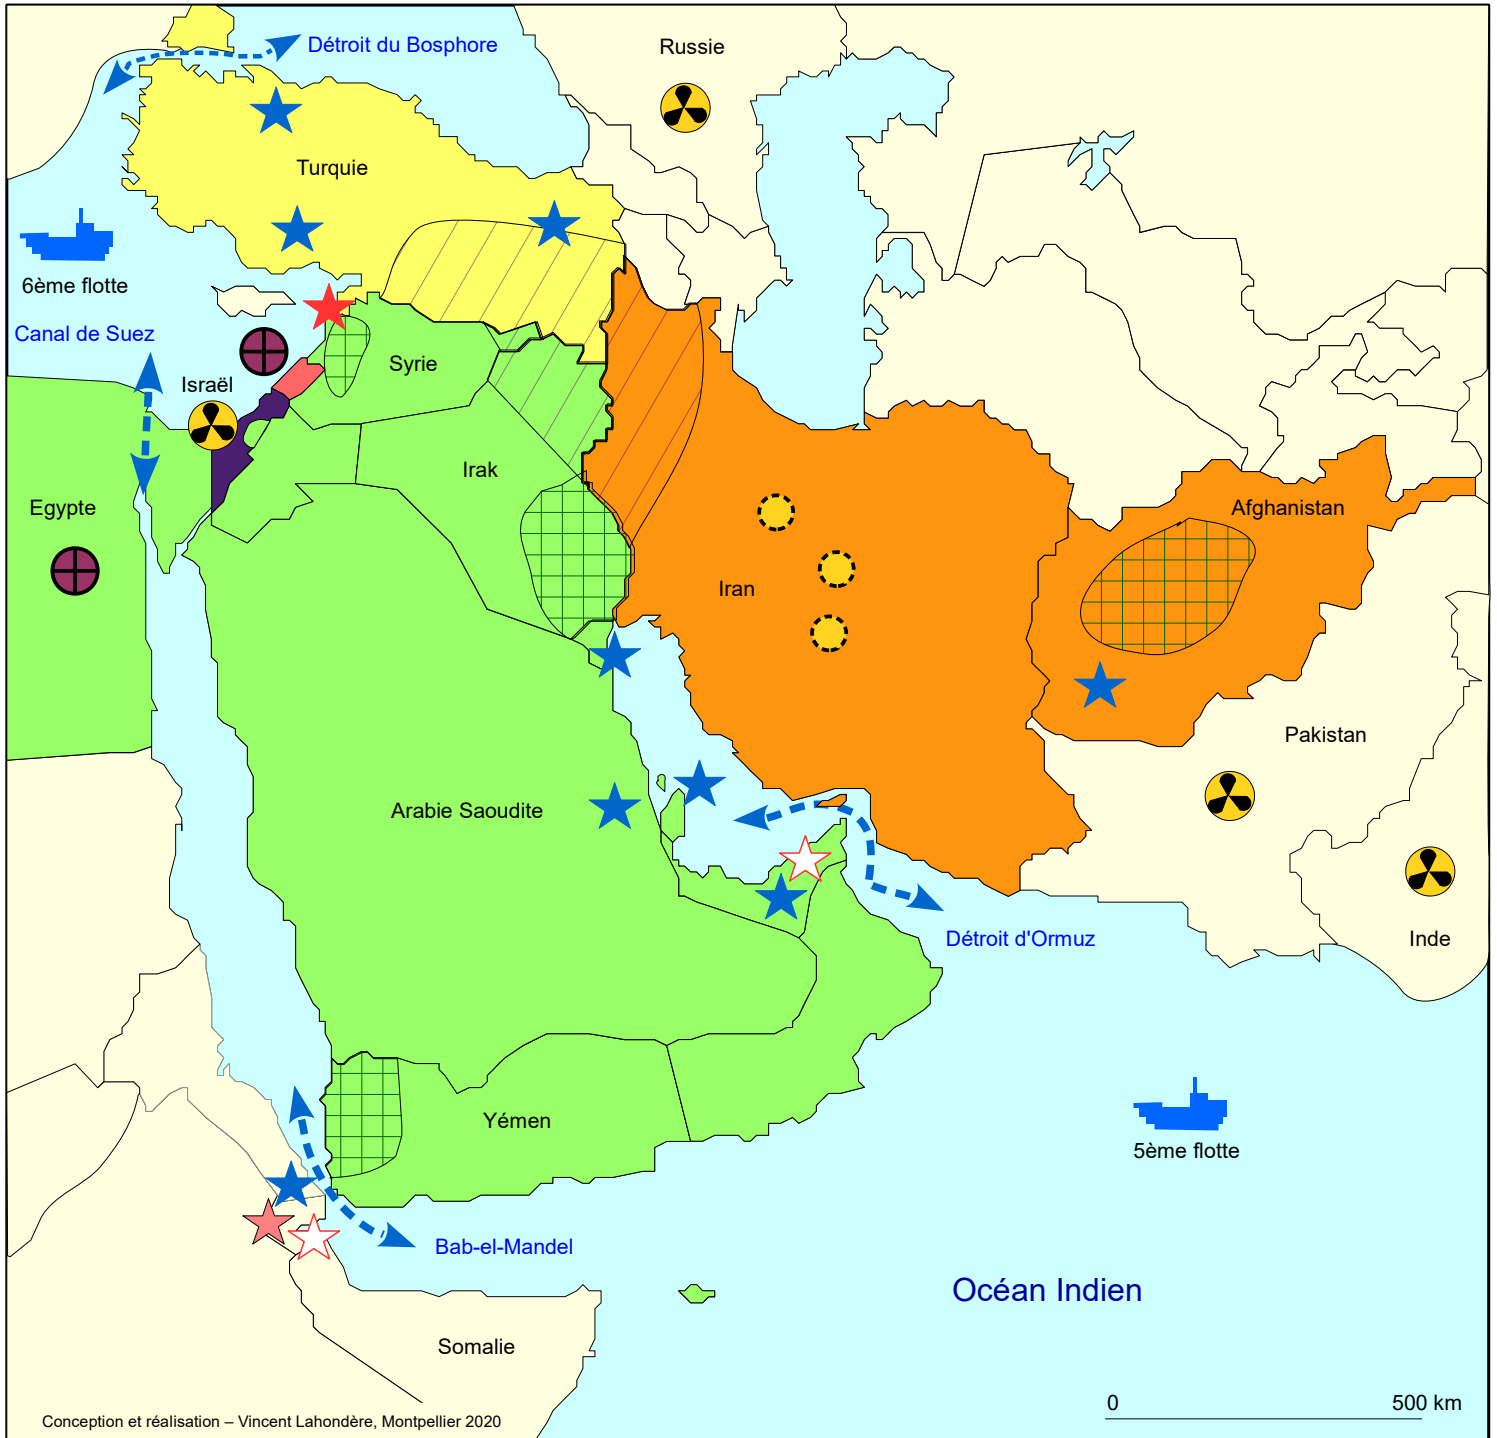 Détroit du Bosphore
Russie
Turquie
6ème flotte
Canal de Suez
Israël
Syrie
Irak
Egypte
Afghanistan
Iran
Pakistan
Arabie Saoudite
Détroit d'Ormuz
Inde
Yémen
5ème flotte
Bab-el-Mandel
Océan Indien
Somalie
0 500 km
Conception et réalisation – Vincent Lahondère, Montpellier 2020